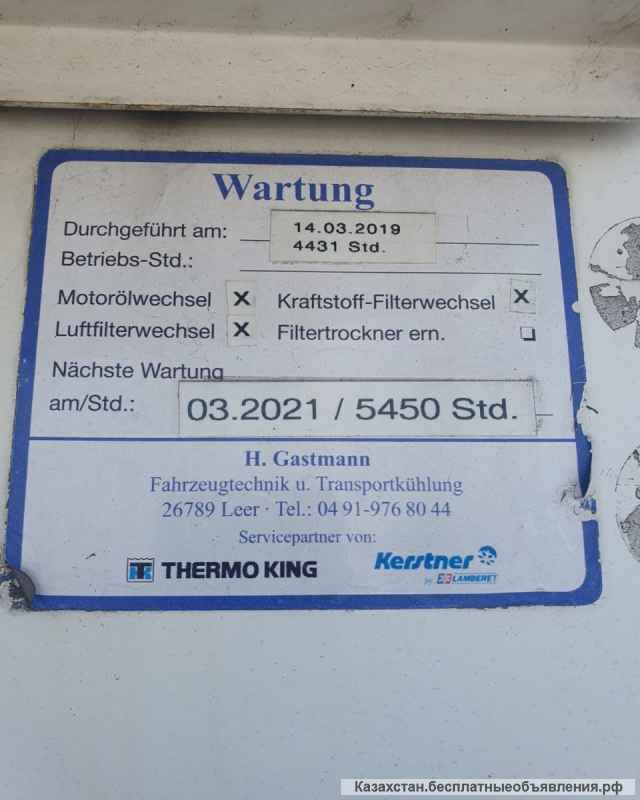 Wartung
Durchgeführt am: 14.03.2019
Betriebs-Std.: 4431 Std.
Motorölwechsel X Kraftstoff-Filterwechsel X
Luftfilterwechsel X Filtertrockner ern. ❏
Nächste Wartung
am/Std.: 03.2021 / 5450 Std.
H. Gastmann
Fahrzeugtechnik u. Transportkühlung
26789 Leer · Tel.: 04 91-976 80 44
Servicepartner von:
THERMO KING Kerstner
by LAMBERET
Казахстан.бесплатныеобъявления.рф